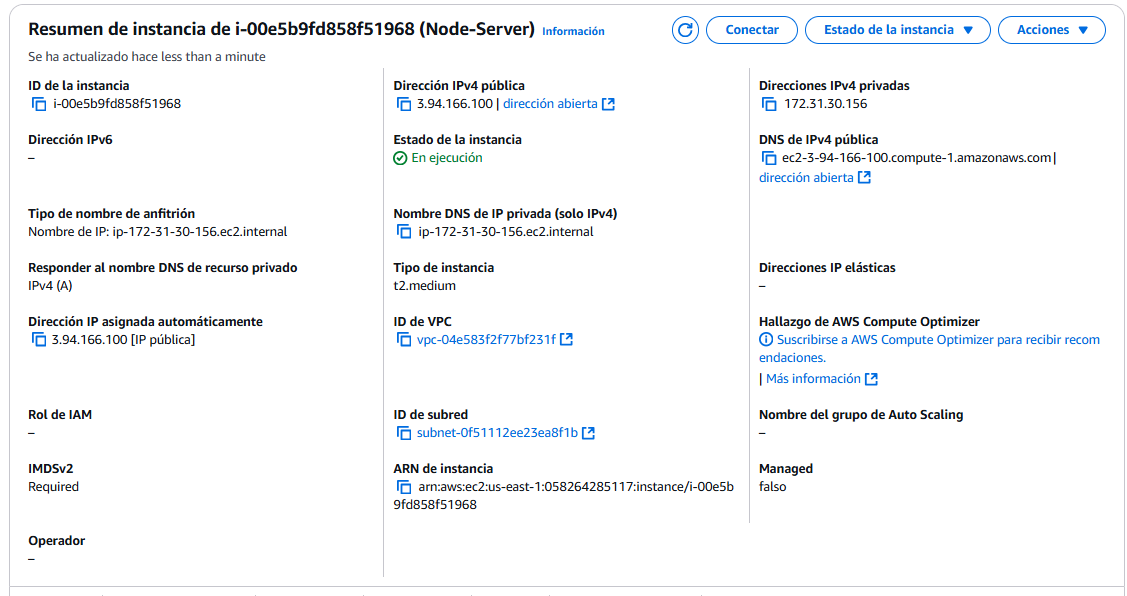 Resumen de instancia de i-00e5b9fd858f51968 (Node-Server) Información
Conectar
Estado de la instancia
Acciones
Se ha actualizado hace less than a minute
ID de la instancia
i-00e5b9fd858f51968
Dirección IPv4 pública
3.94.166.100 | dirección abierta
Direcciones IPv4 privadas
172.31.30.156
Dirección IPv6
–
Estado de la instancia
En ejecución
DNS de IPv4 pública
ec2-3-94-166-100.compute-1.amazonaws.com |
dirección abierta
Tipo de nombre de anfitrión
Nombre de IP: ip-172-31-30-156.ec2.internal
Nombre DNS de IP privada (solo IPv4)
ip-172-31-30-156.ec2.internal
Responder al nombre DNS de recurso privado
IPv4 (A)
Tipo de instancia
t2.medium
Direcciones IP elásticas
–
Dirección IP asignada automáticamente
3.94.166.100 [IP pública]
ID de VPC
vpc-04e583f2f77bf231f
Hallazgo de AWS Compute Optimizer
Suscribirse a AWS Compute Optimizer para recibir recom
endaciones.
| Más información
Rol de IAM
–
ID de subred
subnet-0f51112ee23ea8f1b
Nombre del grupo de Auto Scaling
–
IMDSv2
Required
ARN de instancia
arn:aws:ec2:us-east-1:058264285117:instance/i-00e5b
9fd858f51968
Managed
falso
Operador
–